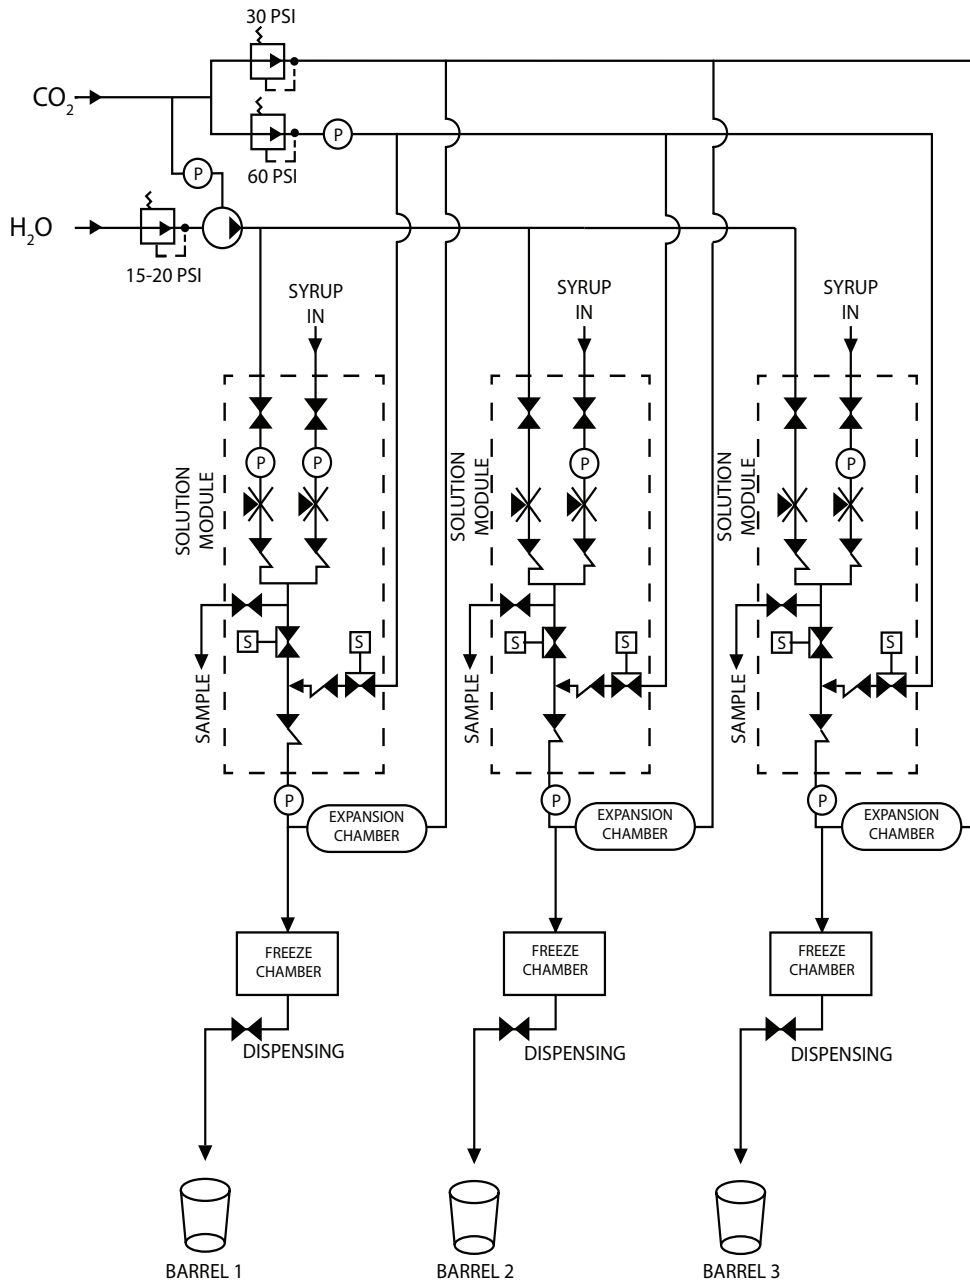 30 PSI
CO2
P
60 PSI
P
H2O
15-20 PSI
SYRUP
IN
SYRUP
IN
SYRUP
IN
SOLUTION
MODULE
P
P
S
S
SAMPLE
P
EXPANSION
CHAMBER
FREEZE
CHAMBER
DISPENSING
BARREL 1
SOLUTION
MODULE
P
S
S
SAMPLE
P
EXPANSION
CHAMBER
FREEZE
CHAMBER
DISPENSING
BARREL 2
SOLUTION
MODULE
P
S
S
SAMPLE
P
EXPANSION
CHAMBER
FREEZE
CHAMBER
DISPENSING
BARREL 3